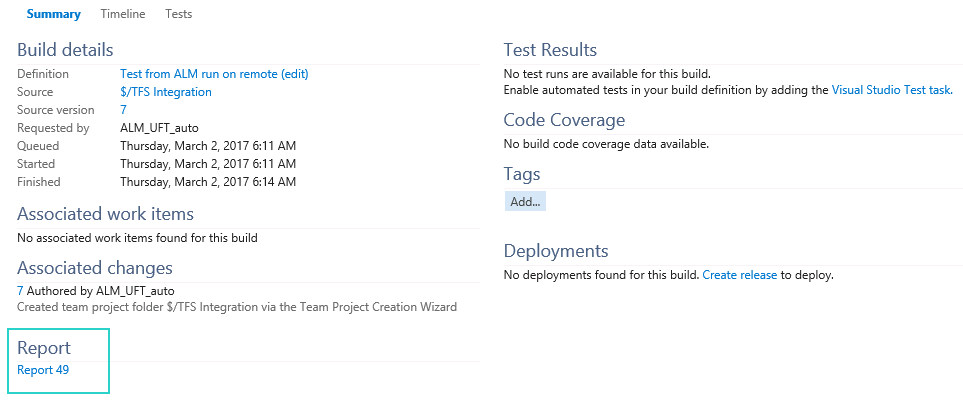 Summary Timeline Tests
Build details
Definition Test from ALM run on remote (edit)
Source $/TFS Integration
Source version 7
Requested by ALM_UFT_auto
Queued Thursday, March 2, 2017 6:11 AM
Started Thursday, March 2, 2017 6:11 AM
Finished Thursday, March 2, 2017 6:14 AM
Associated work items
No associated work items found for this build
Associated changes
7 Authored by ALM_UFT_auto
Created team project folder $/TFS Integration via the Team Project Creation Wizard
Report
Report 49
Test Results
No test runs are available for this build.
Enable automated tests in your build definition by adding the Visual Studio Test task.
Code Coverage
No build code coverage data available.
Tags
Add...
Deployments
No deployments found for this build. Create release to deploy.